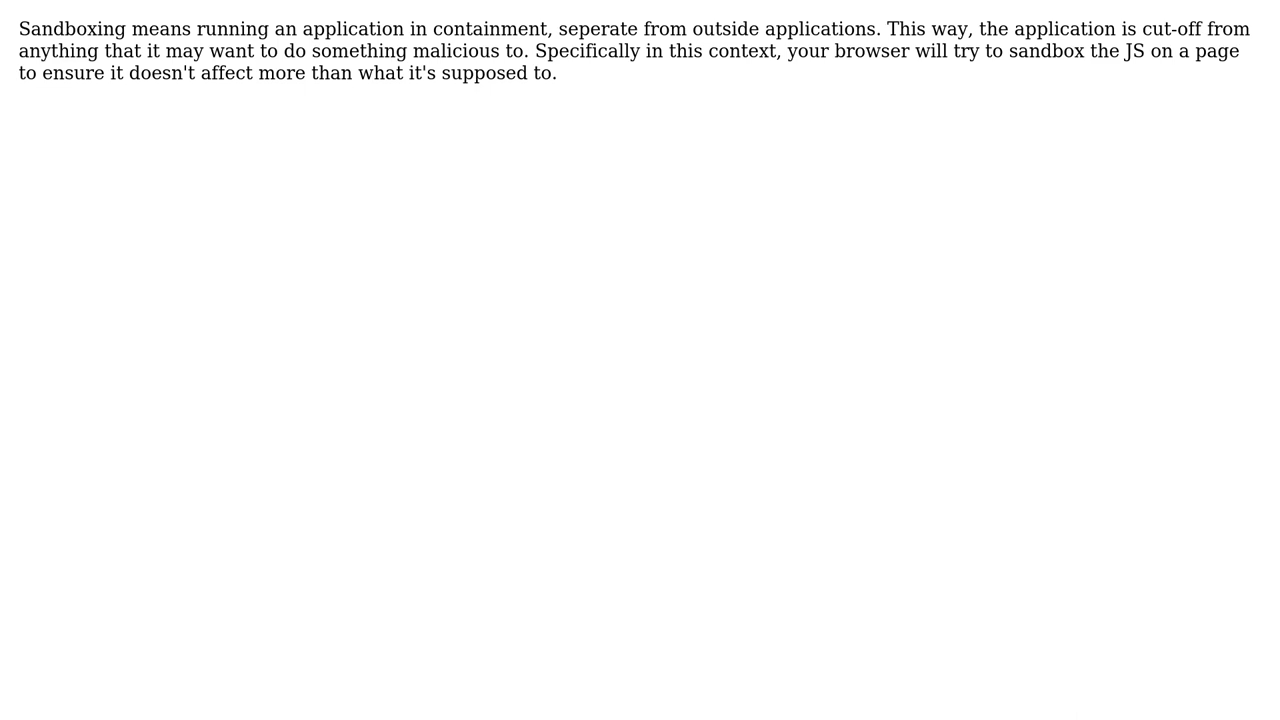 Sandboxing means running an application in containment, seperate from outside applications. This way, the application is cut-off from
anything that it may want to do something malicious to. Specifically in this context, your browser will try to sandbox the JS on a page
to ensure it doesn't affect more than what it's supposed to.